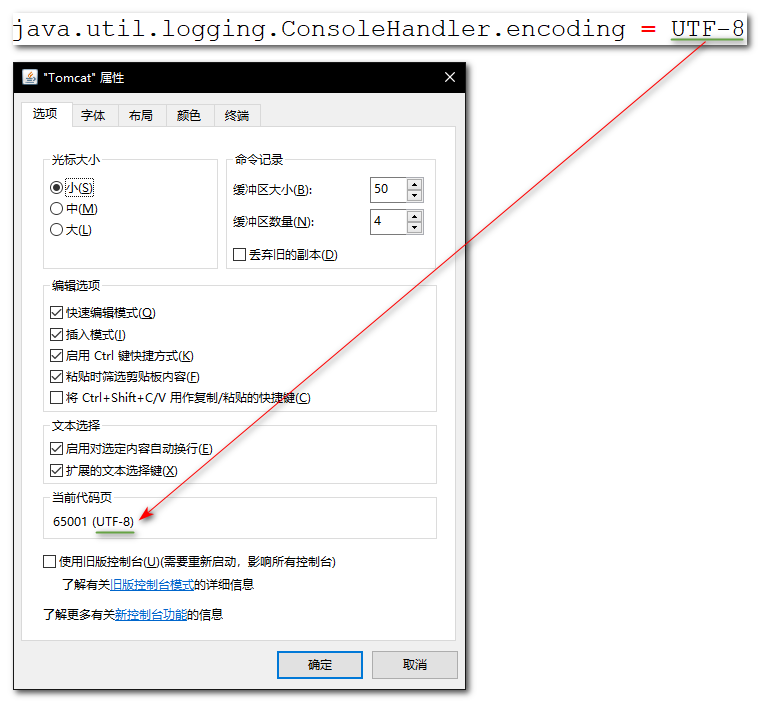 java.util.logging.ConsoleHandler.encoding = UTF-8
"Tomcat" 属性
选项 字体 布局 颜色 终端
光标大小
小(S)
中(M)
大(L)
命令记录
缓冲区大小(B): 50
缓冲区数量(N): 4
丢弃旧的副本(D)
编辑选项
快速编辑模式(Q)
插入模式(I)
启用 Ctrl 键快捷方式(K)
粘贴时筛选剪贴板内容(F)
将 Ctrl+Shift+C/V 用作复制/粘贴的快捷键(C)
文本选择
启用对选定内容自动换行(E)
扩展的文本选择键(X)
当前代码页
65001 (UTF-8)
使用旧版控制台(U)(需要重新启动，影响所有控制台)
了解有关旧版控制台模式的详细信息
了解更多有关新控制台功能的信息
确定 取消